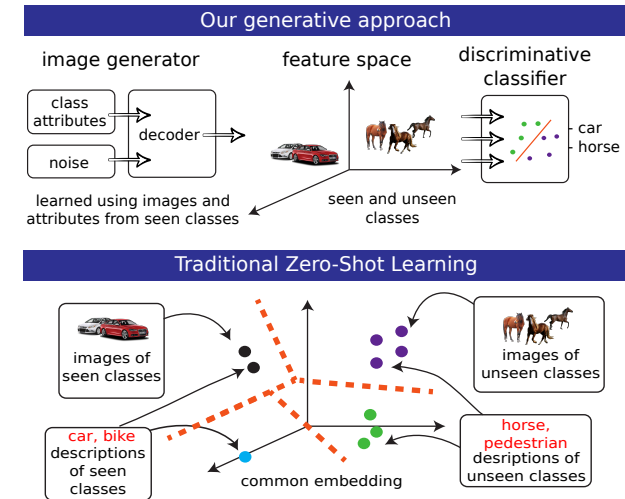 Our generative approach
image generator
feature space
discriminative
classifier
class
attributes
noise
decoder
car
horse
learned using images and
attributes from seen classes
seen and unseen
classes
Traditional Zero-Shot Learning
images of
seen classes
images of
unseen classes
car, bike
descriptions
of seen
classes
common embedding
horse,
pedestrian
desriptions of
unseen classes